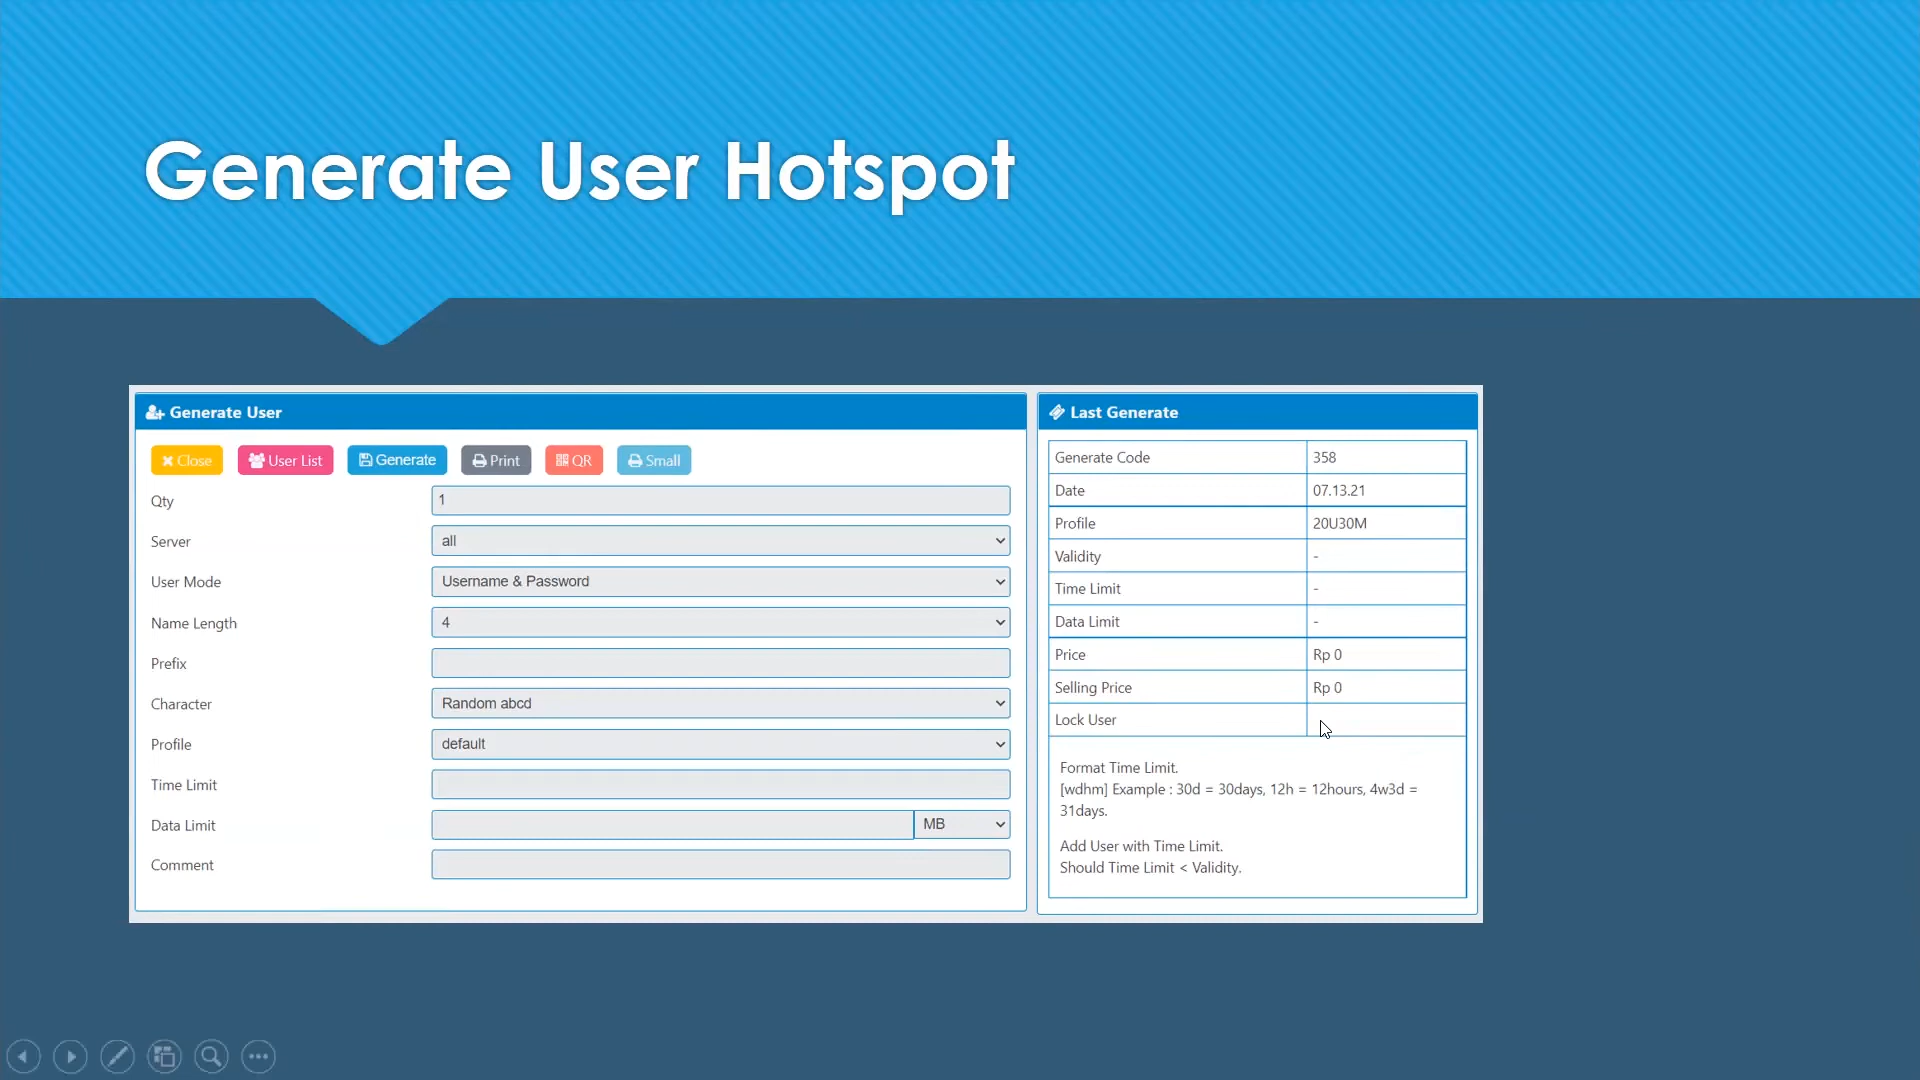 Generate User Hotspot
Generate User
Close User List Generate Print QR Small
Qty 1
Server all
User Mode Username & Password
Name Length 4
Prefix
Character Random abcd
Profile default
Time Limit
Data Limit MB
Comment
Last Generate
Generate Code 358
Date 07.13.21
Profile 20U30M
Validity -
Time Limit -
Data Limit -
Price Rp 0
Selling Price Rp 0
Lock User
Format Time Limit.
[wdhm] Example : 30d = 30days, 12h = 12hours, 4w3d =
31days.
Add User with Time Limit.
Should Time Limit < Validity.